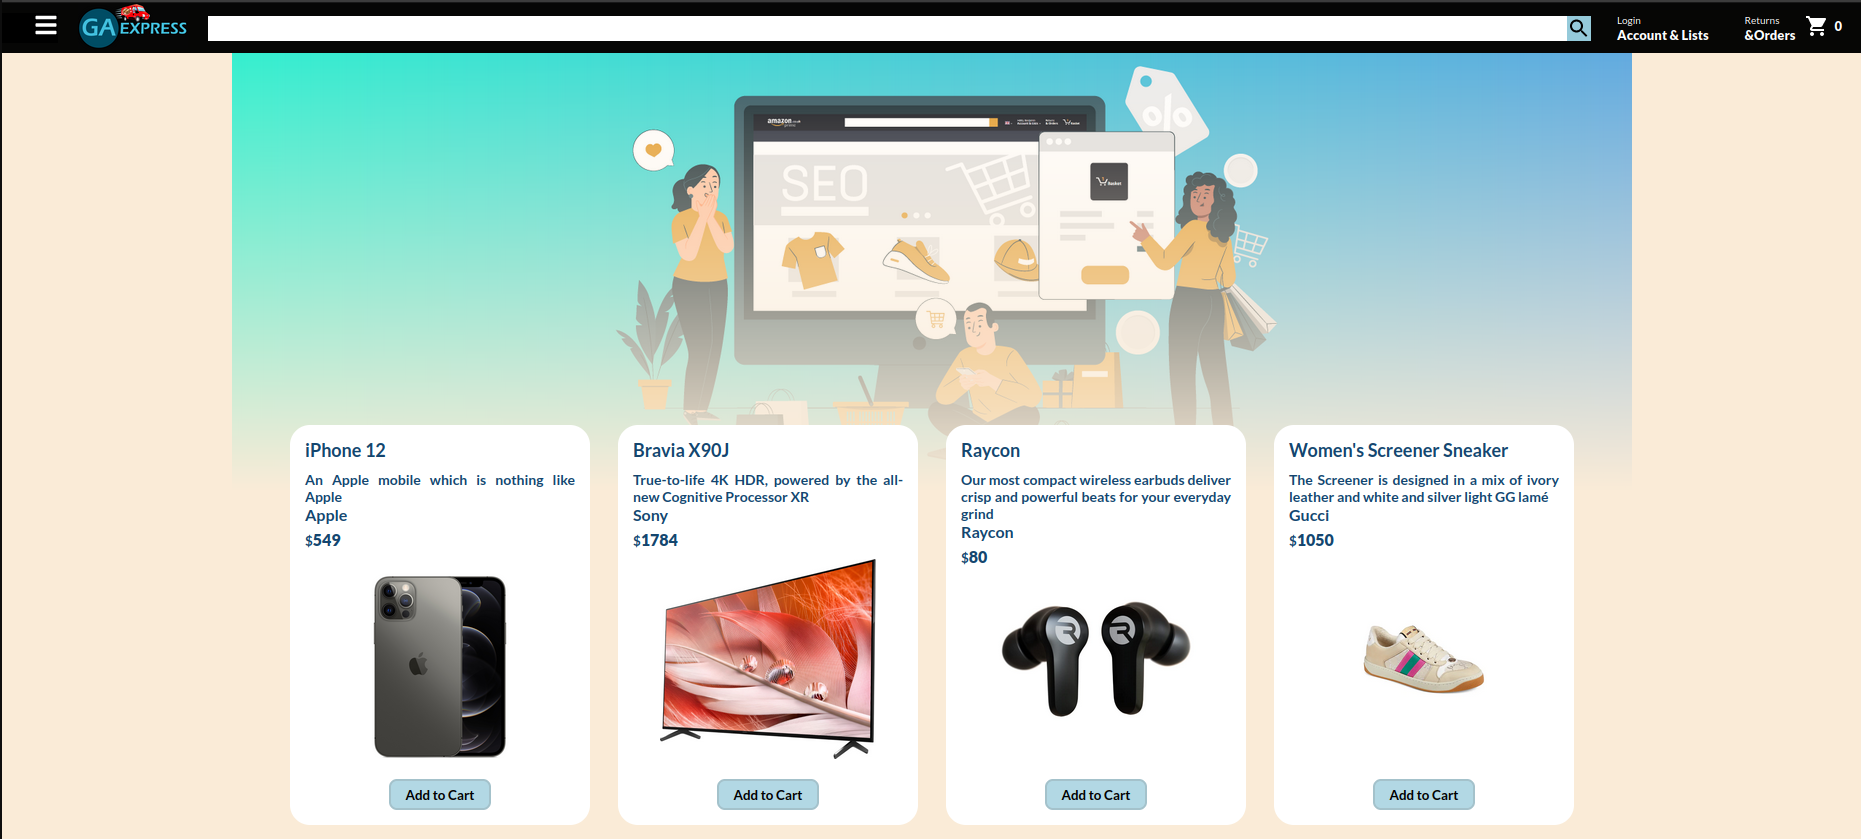 GA EXPRESS
Login
Account & Lists
Returns
&Orders
0
amazon
SEO
Basket
%
iPhone 12
An Apple mobile which is nothing like
Apple
Apple
$549
Add to Cart
Bravia X90J
True-to-life 4K HDR, powered by the all-
new Cognitive Processor XR
Sony
$1784
Add to Cart
Raycon
Our most compact wireless earbuds deliver
crisp and powerful beats for your everyday
grind
Raycon
$80
Add to Cart
Women's Screener Sneaker
The Screener is designed in a mix of ivory
leather and white and silver light GG lamé
Gucci
$1050
Add to Cart